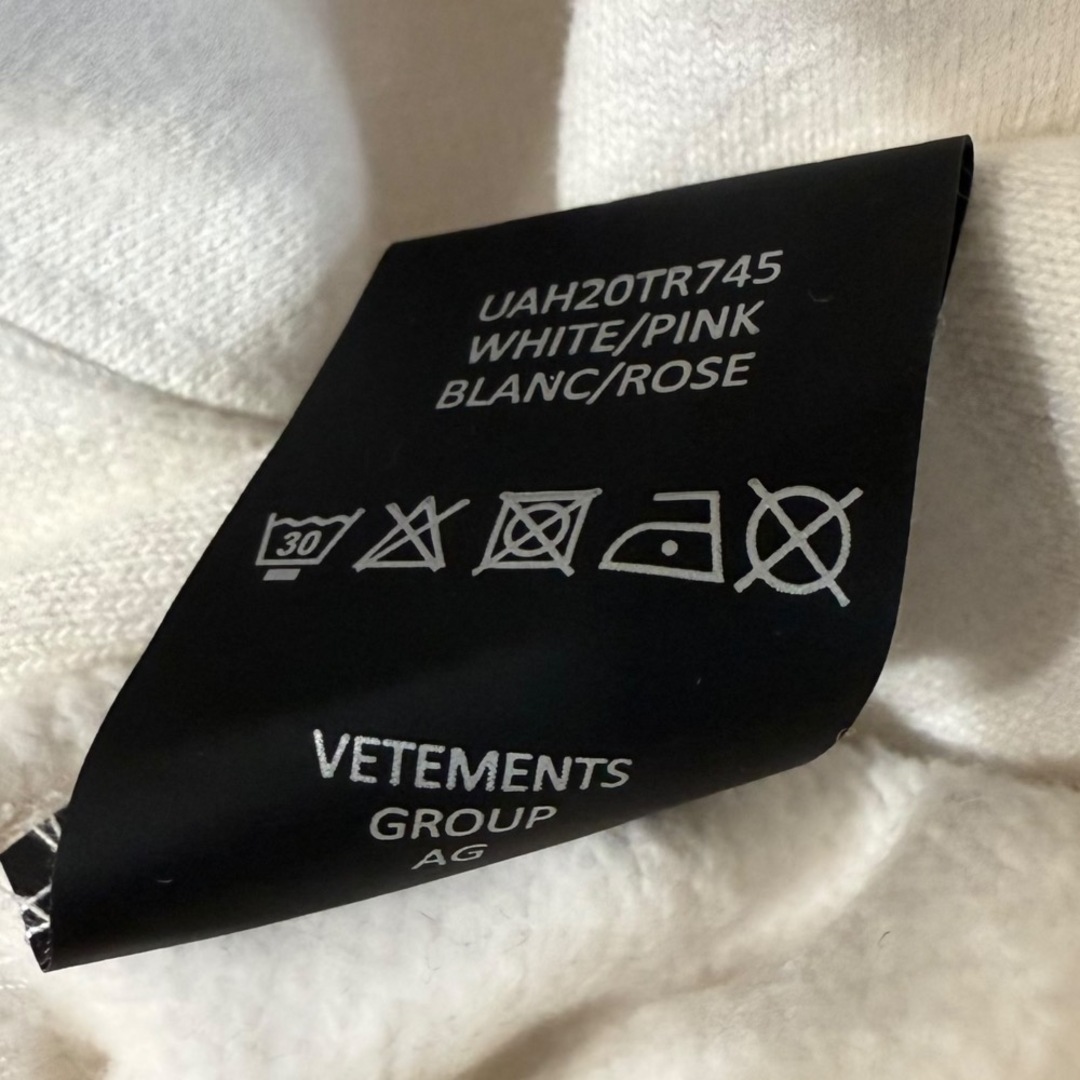 UAH20TR745
WHITE/PINK
BLANC/ROSE
30
VETEMENTS
GROUP
AG